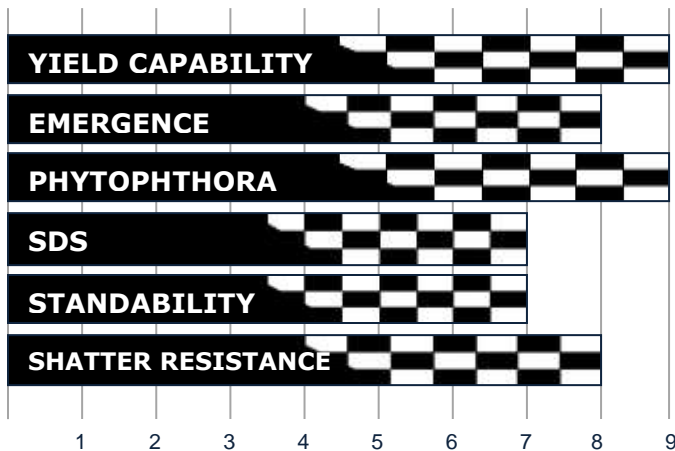 YIELD CAPABILITY
EMERGENCE
PHYTOPHTHORA
SDS
STANDABILITY
SHATTER RESISTANCE
1 2 3 4 5 6 7 8 9